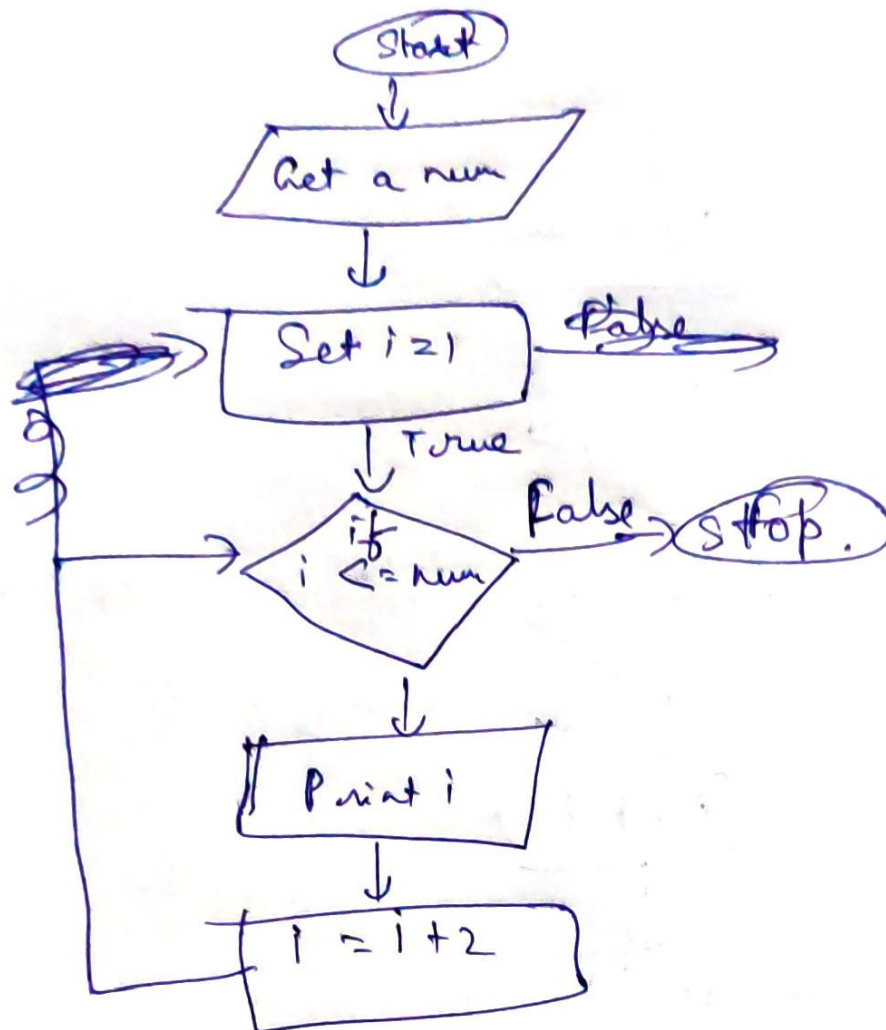 Start
Get a num
Set i = 1
False
True
if
i <= num
False
stop.
Print i
i = i + 2